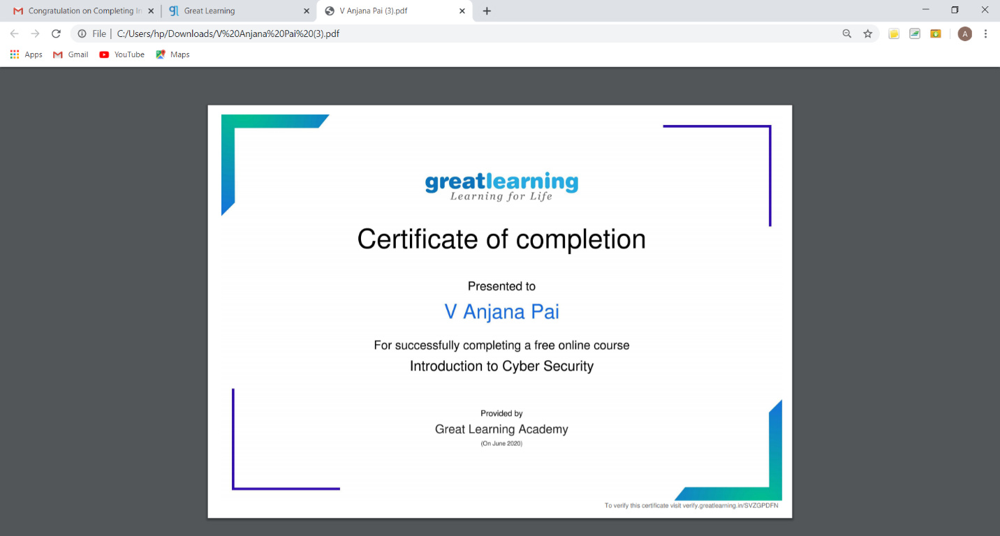 Congratulation on Completing In
Great Learning
V Anjana Pai (3).pdf
File | C:/Users/hp/Downloads/V%20Anjana%20Pai%20(3).pdf
A
Apps
Gmail
YouTube
Maps
greatlearning
Learning for Life
Certificate of completion
Presented to
V Anjana Pai
For successfully completing a free online course
Introduction to Cyber Security
Provided by
Great Learning Academy
(On June 2020)
To verify this certificate visit verify.greatlearning.in/SVZGPDFN